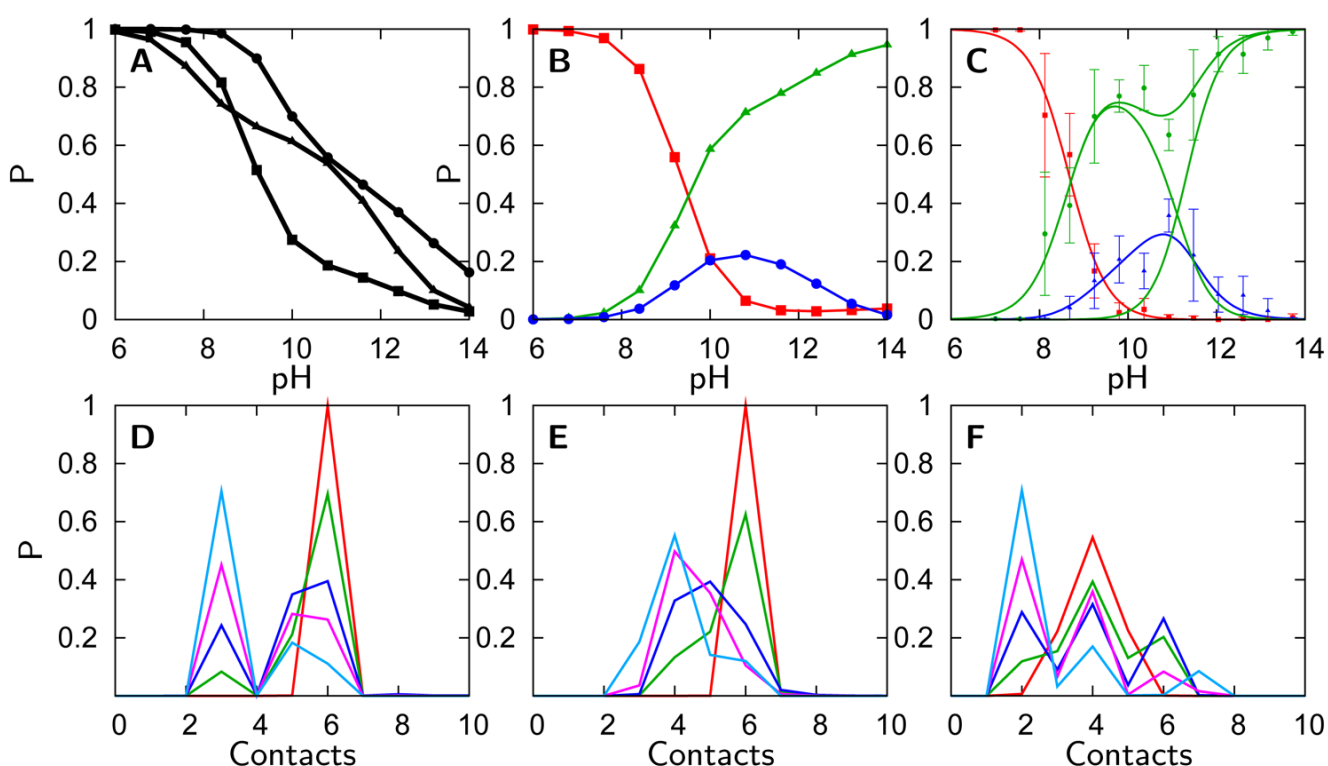 1 1 1
A B C
0.8 0.8 0.8
0.6 0.6 0.6
P P
0.4 0.4 0.4
0.2 0.2 0.2
0 0 0
6 8 10 12 14 6 8 10 12 14 6 8 10 12 14
pH pH pH
1 1 1
D E F
0.8 0.8 0.8
0.6 0.6 0.6
P
0.4 0.4 0.4
0.2 0.2 0.2
0 2 4 6 8 10 0 2 4 6 8 10 0 2 4 6 8 10
Contacts Contacts Contacts